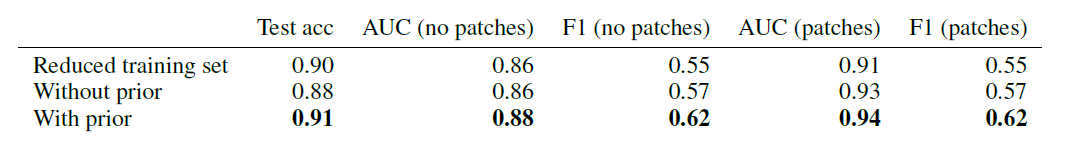 Test acc AUC (no patches) F1 (no patches) AUC (patches) F1 (patches)
Reduced training set 0.90 0.86 0.55 0.91 0.55
Without prior 0.88 0.86 0.57 0.93 0.57
With prior 0.91 0.88 0.62 0.94 0.62